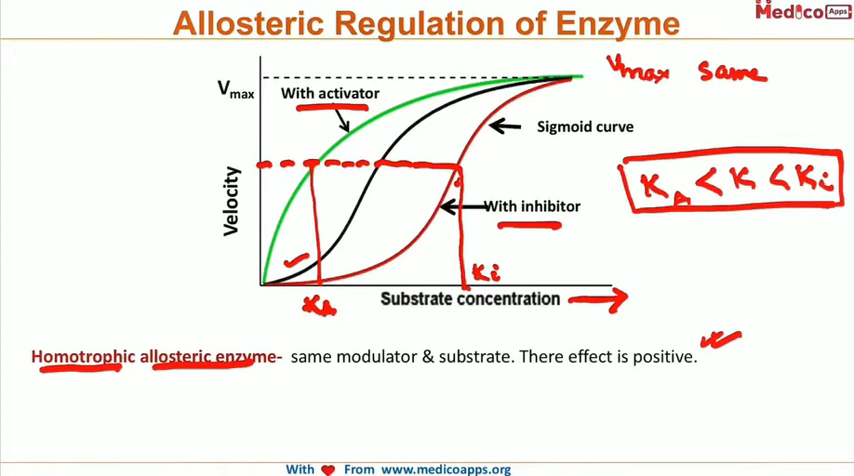 Allosteric Regulation of Enzyme
Medico Apps
Vmax
With activator
Vmax same
Sigmoid curve
KA < K < Ki
Velocity
With inhibitor
Ki
KA
Substrate concentration
Homotrophic allosteric enzyme- same modulator & substrate. There effect is positive.
With ❤ From www.medicoapps.org